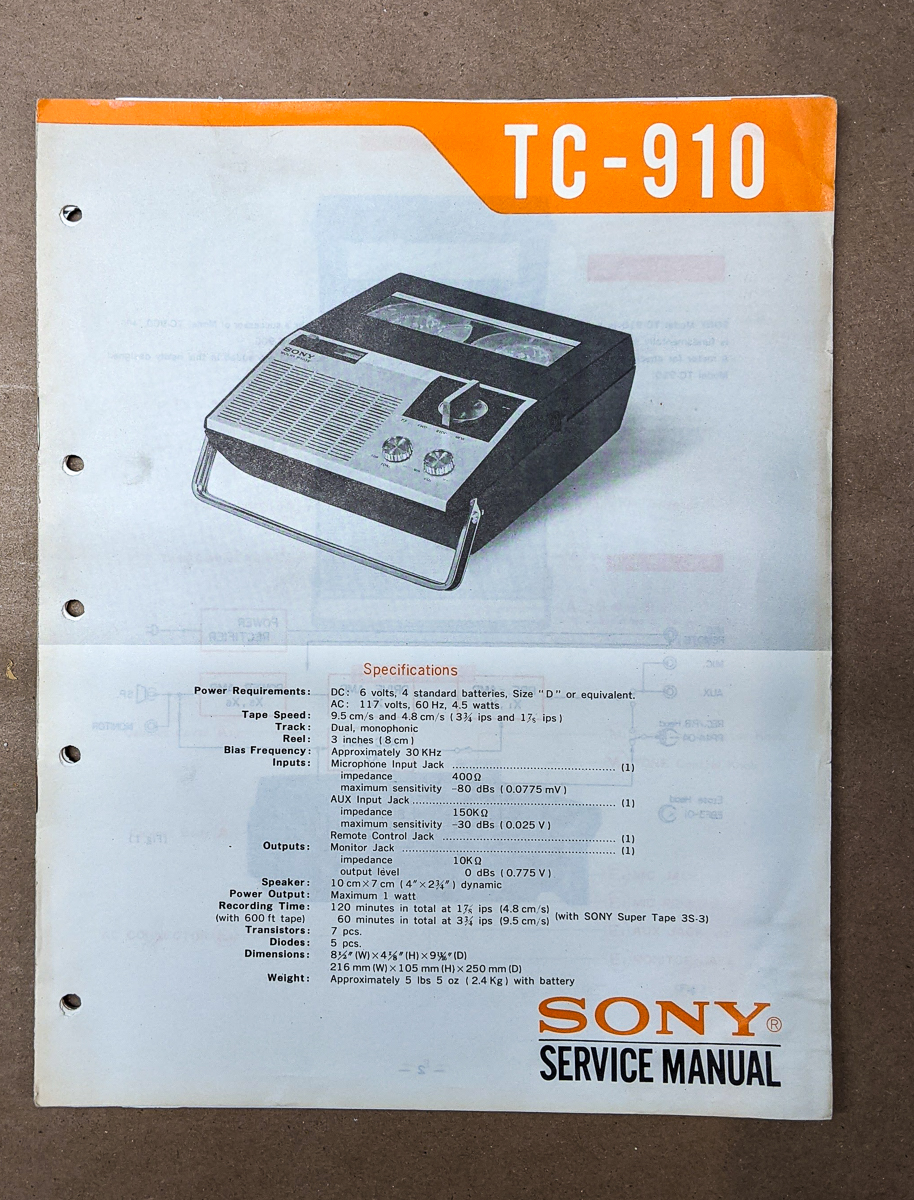 TC-910
SONY
SOLID STATE
Specifications
Power Requirements: DC: 6 volts, 4 standard batteries, Size "D" or equivalent.
AC: 117 volts, 60 Hz, 4.5 watts
Tape Speed: 9.5 cm/s and 4.8 cm/s (3¾ ips and 1⅞ ips)
Track: Dual, monophonic
Reel: 3 inches (8 cm)
Bias Frequency: Approximately 30 KHz
Inputs: Microphone Input Jack ........................................ (1)
impedance 400Ω
maximum sensitivity -80 dBs (0.0775 mV)
AUX Input Jack ........................................ (1)
impedance 150KΩ
maximum sensitivity -30 dBs (0.025 V)
Remote Control Jack ........................................ (1)
Outputs: Monitor Jack ........................................ (1)
impedance 10KΩ
output level 0 dBs (0.775 V)
Speaker: 10 cm×7 cm (4"×2¾") dynamic
Power Output: Maximum 1 watt
Recording Time: 120 minutes in total at 1⅞ ips (4.8 cm/s)
(with 600 ft tape) 60 minutes in total at 3¾ ips (9.5 cm/s) (with SONY Super Tape 3S-3)
Transistors: 7 pcs.
Diodes: 5 pcs.
Dimensions: (W)× (H)× (D)
216 mm (W)×105 mm (H)×250 mm (D)
Weight: Approximately 5 lbs 5 oz (2.4 Kg) with battery
SONY®
SERVICE MANUAL